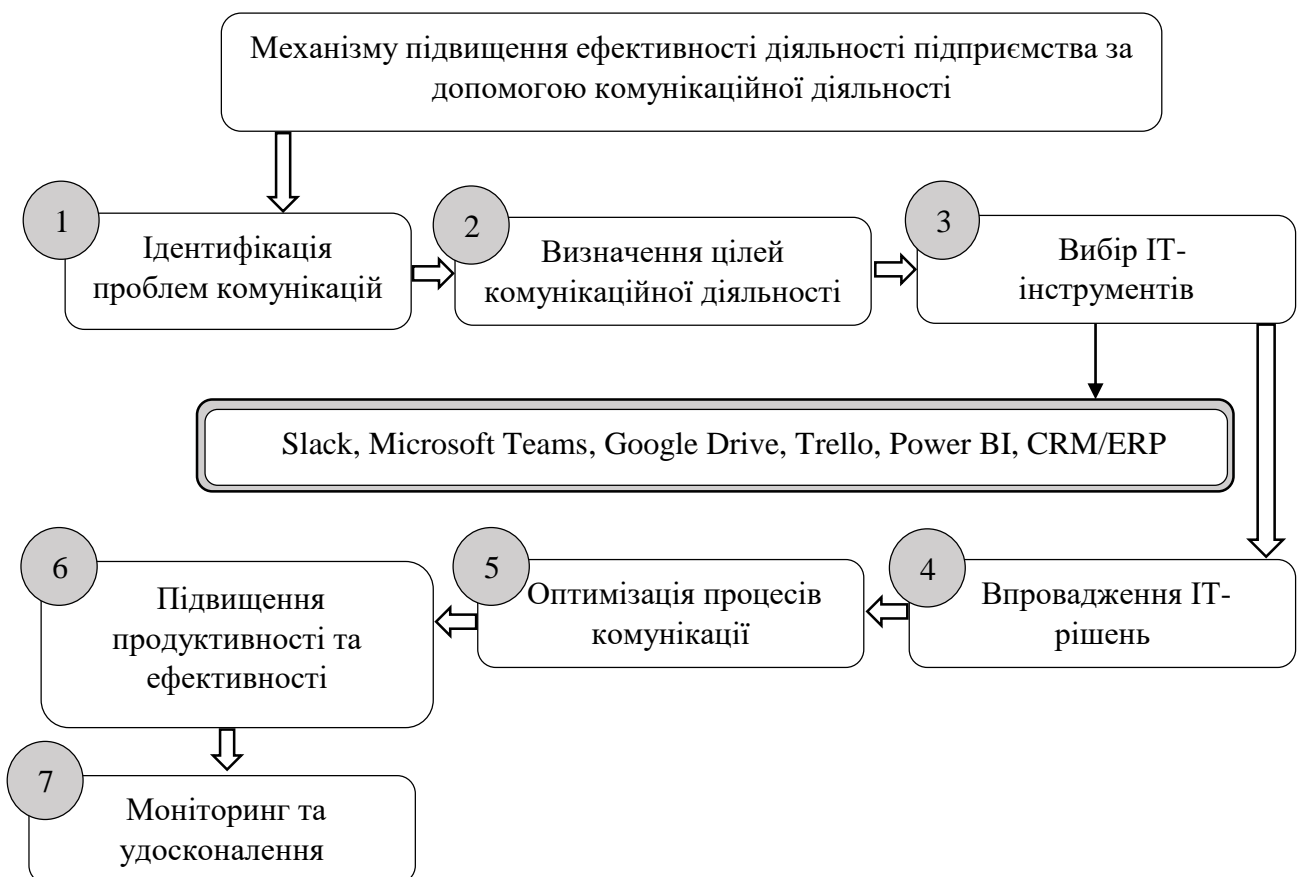 Механізму підвищення ефективності діяльності підприємства за
допомогою комунікаційної діяльності
1
Ідентифікація
проблем комунікацій
2
Визначення цілей
комунікаційної діяльності
3
Вибір ІТ-
інструментів
Slack, Microsoft Teams, Google Drive, Trello, Power BI, CRM/ERP
4
Впровадження ІТ-
рішень
5
Оптимізація процесів
комунікації
6
Підвищення
продуктивності та
ефективності
7
Моніторинг та
удосконалення